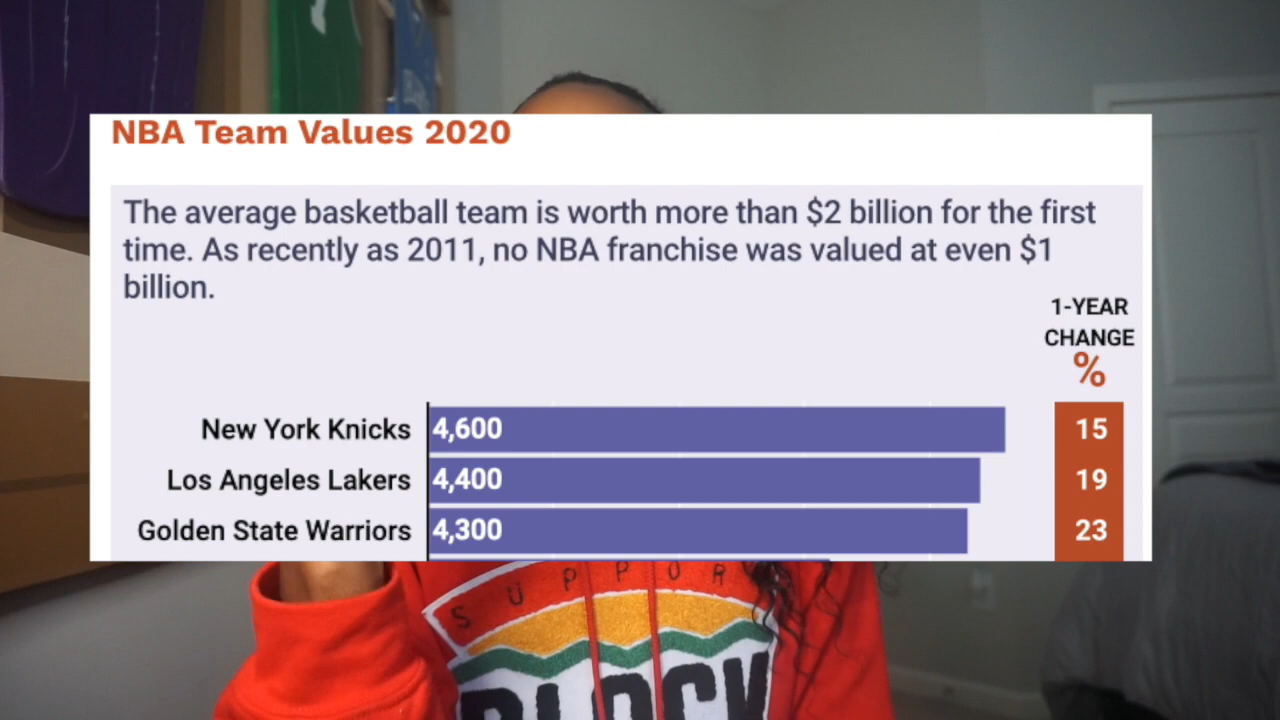 NBA Team Values 2020
The average basketball team is worth more than $2 billion for the first
time. As recently as 2011, no NBA franchise was valued at even $1
billion.
1-YEAR
CHANGE
%
New York Knicks 4,600 15
Los Angeles Lakers 4,400 19
Golden State Warriors 4,300 23
SUPPOR
BLACK